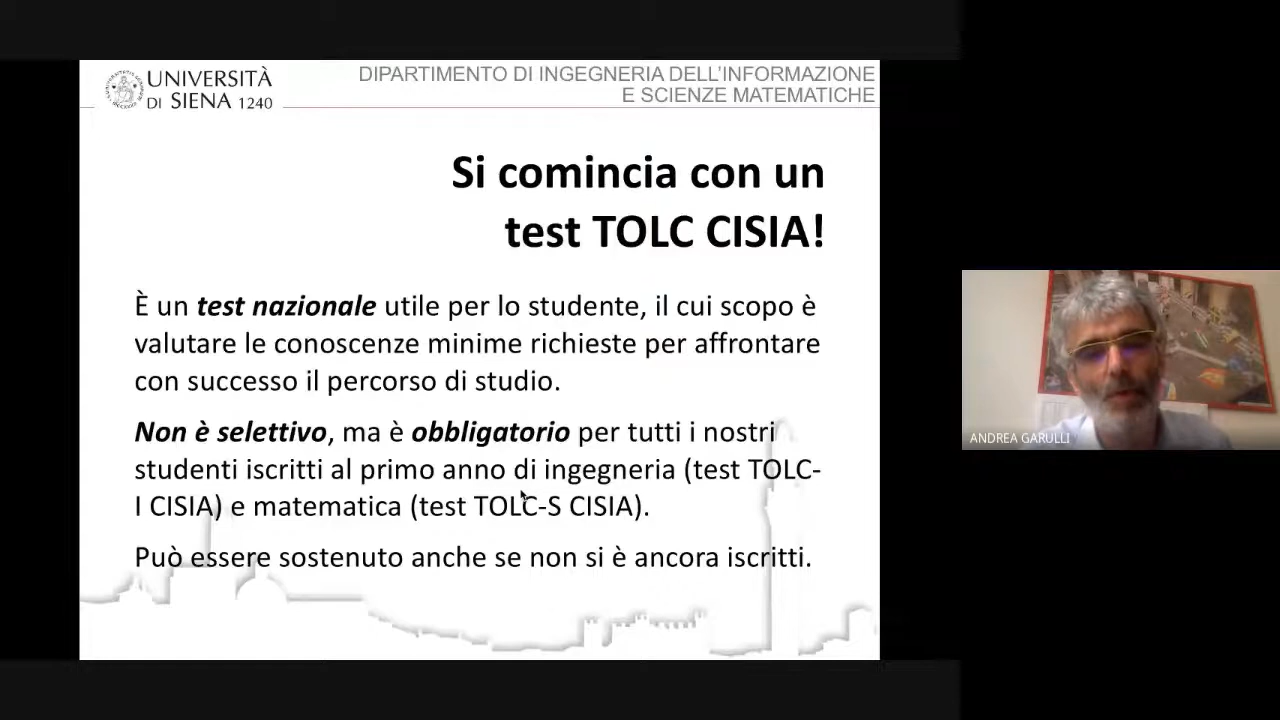 UNIVERSITÀ
DI SIENA 1240
DIPARTIMENTO DI INGEGNERIA DELL'INFORMAZIONE
E SCIENZE MATEMATICHE
Si comincia con un
test TOLC CISIA!
È un test nazionale utile per lo studente, il cui scopo è
valutare le conoscenze minime richieste per affrontare
con successo il percorso di studio.
Non è selettivo, ma è obbligatorio per tutti i nostri
studenti iscritti al primo anno di ingegneria (test TOLC-
I CISIA) e matematica (test TOLC-S CISIA).
Può essere sostenuto anche se non si è ancora iscritti.
ANDREA GARULLI